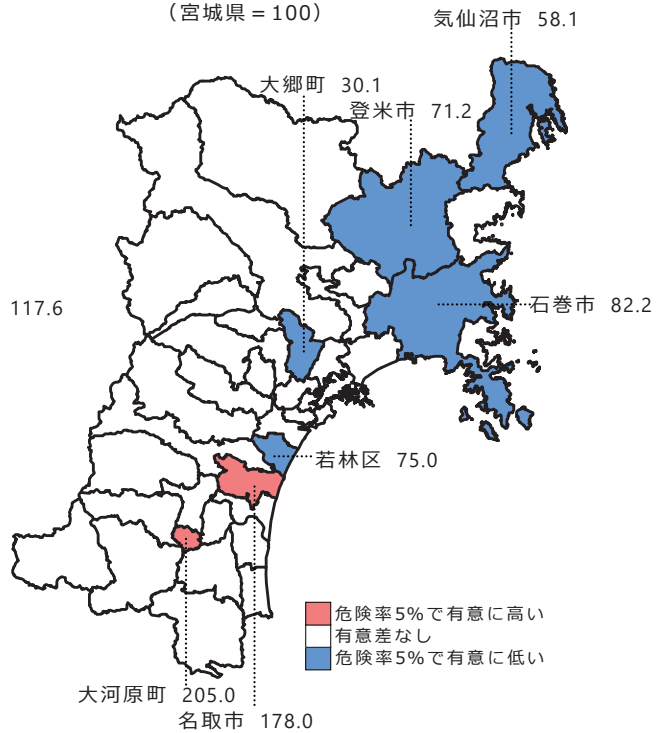 （宮城県＝100）
気仙沼市 58.1
大郷町 30.1
登米市 71.2
117.6
石巻市 82.2
若林区 75.0
危険率5%で有意に高い
有意差なし
危険率5%で有意に低い
大河原町 205.0
名取市 178.0